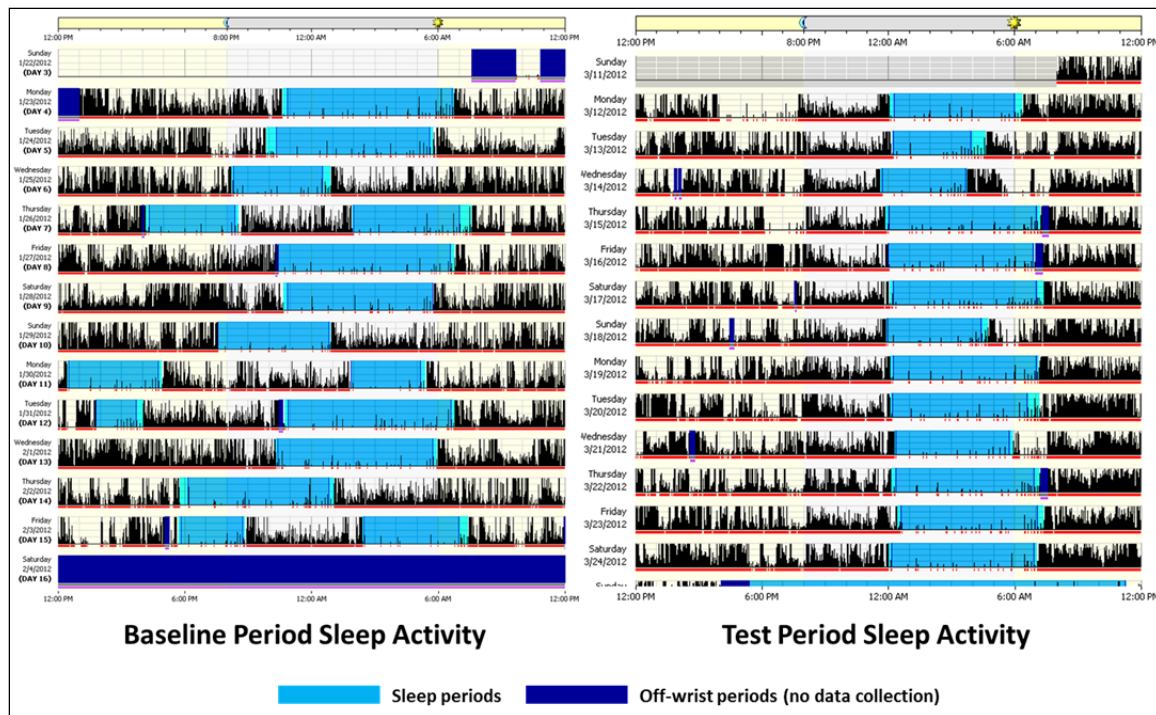 12:00 PM 8:00 PM 12:00 AM 6:00 AM 12:00 PM
Sunday
1/22/2012
(DAY 3)
Monday
1/23/2012
(DAY 4)
Tuesday
1/24/2012
(DAY 5)
Wednesday
1/25/2012
(DAY 6)
Thursday
1/26/2012
(DAY 7)
Friday
1/27/2012
(DAY 8)
Saturday
1/28/2012
(DAY 9)
Sunday
1/29/2012
(DAY 10)
Monday
1/30/2012
(DAY 11)
Tuesday
1/31/2012
(DAY 12)
Wednesday
2/1/2012
(DAY 13)
Thursday
2/2/2012
(DAY 14)
Friday
2/3/2012
(DAY 15)
Saturday
2/4/2012
(DAY 16)
12:00 PM 6:00 PM 12:00 AM 6:00 AM 12:00 PM
Baseline Period Sleep Activity
12:00 PM 8:00 PM 12:00 AM 6:00 AM 12:00 PM
Sunday
3/11/2012
Monday
3/12/2012
Tuesday
3/13/2012
Wednesday
3/14/2012
Thursday
3/15/2012
Friday
3/16/2012
Saturday
3/17/2012
Sunday
3/18/2012
Monday
3/19/2012
Tuesday
3/20/2012
Wednesday
3/21/2012
Thursday
3/22/2012
Friday
3/23/2012
Saturday
3/24/2012
Sunday
12:00 PM 6:00 PM 12:00 AM 6:00 AM 12:00 PM
Test Period Sleep Activity
Sleep periods
Off-wrist periods (no data collection)